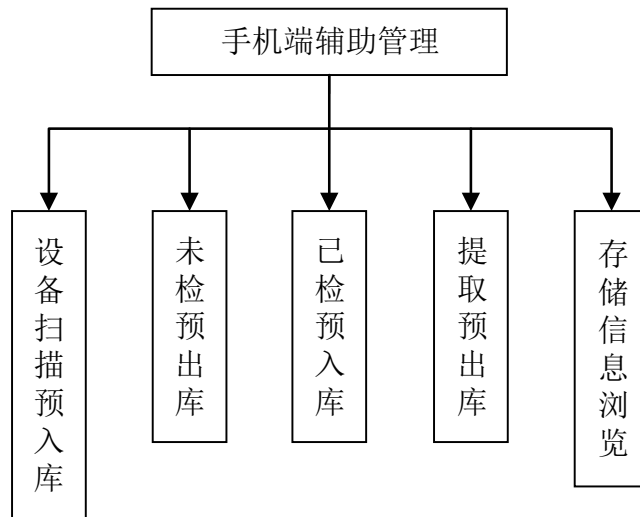 手机端辅助管理
设备扫描预入库
未检预出库
已检预入库
提取预出库
存储信息浏览